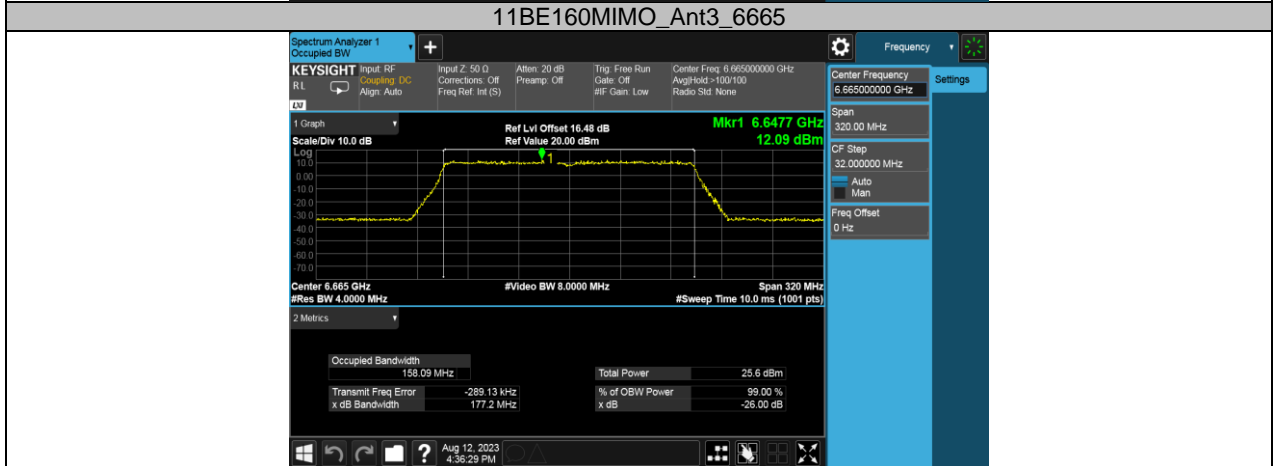 11BE160MIMO_Ant3_6665
Spectrum Analyzer 1
Occupied BW
+
Frequency
KEYSIGHT
RL
LXI
Input: RF
Coupling: DC
Align: Auto
Input Z: 50 Ω
Corrections: Off
Freq Ref: Int (S)
Atten: 20 dB
Preamp: Off
Trig: Free Run
Gate: Off
#IF Gain: Low
Center Freq: 6.665000000 GHz
Avg|Hold:>100/100
Radio Std: None
Center Frequency
6.665000000 GHz
Settings
Span
320.00 MHz
CF Step
32.000000 MHz
Auto
Man
Freq Offset
0 Hz
1 Graph
Scale/Div 10.0 dB
Ref Lvl Offset 16.48 dB
Ref Value 20.00 dBm
Mkr1 6.6477 GHz
12.09 dBm
Log
10.0
0.00
-10.0
-20.0
-30.0
-40.0
-50.0
-60.0
-70.0
1
Center 6.665 GHz
#Video BW 8.0000 MHz
Span 320 MHz
#Res BW 4.0000 MHz
#Sweep Time 10.0 ms (1001 pts)
2 Metrics
Occupied Bandwidth
158.09 MHz
Total Power 25.6 dBm
Transmit Freq Error -289.13 kHz
% of OBW Power 99.00 %
x dB Bandwidth 177.2 MHz
x dB -26.00 dB
?
Aug 12, 2023
4:36:29 PM